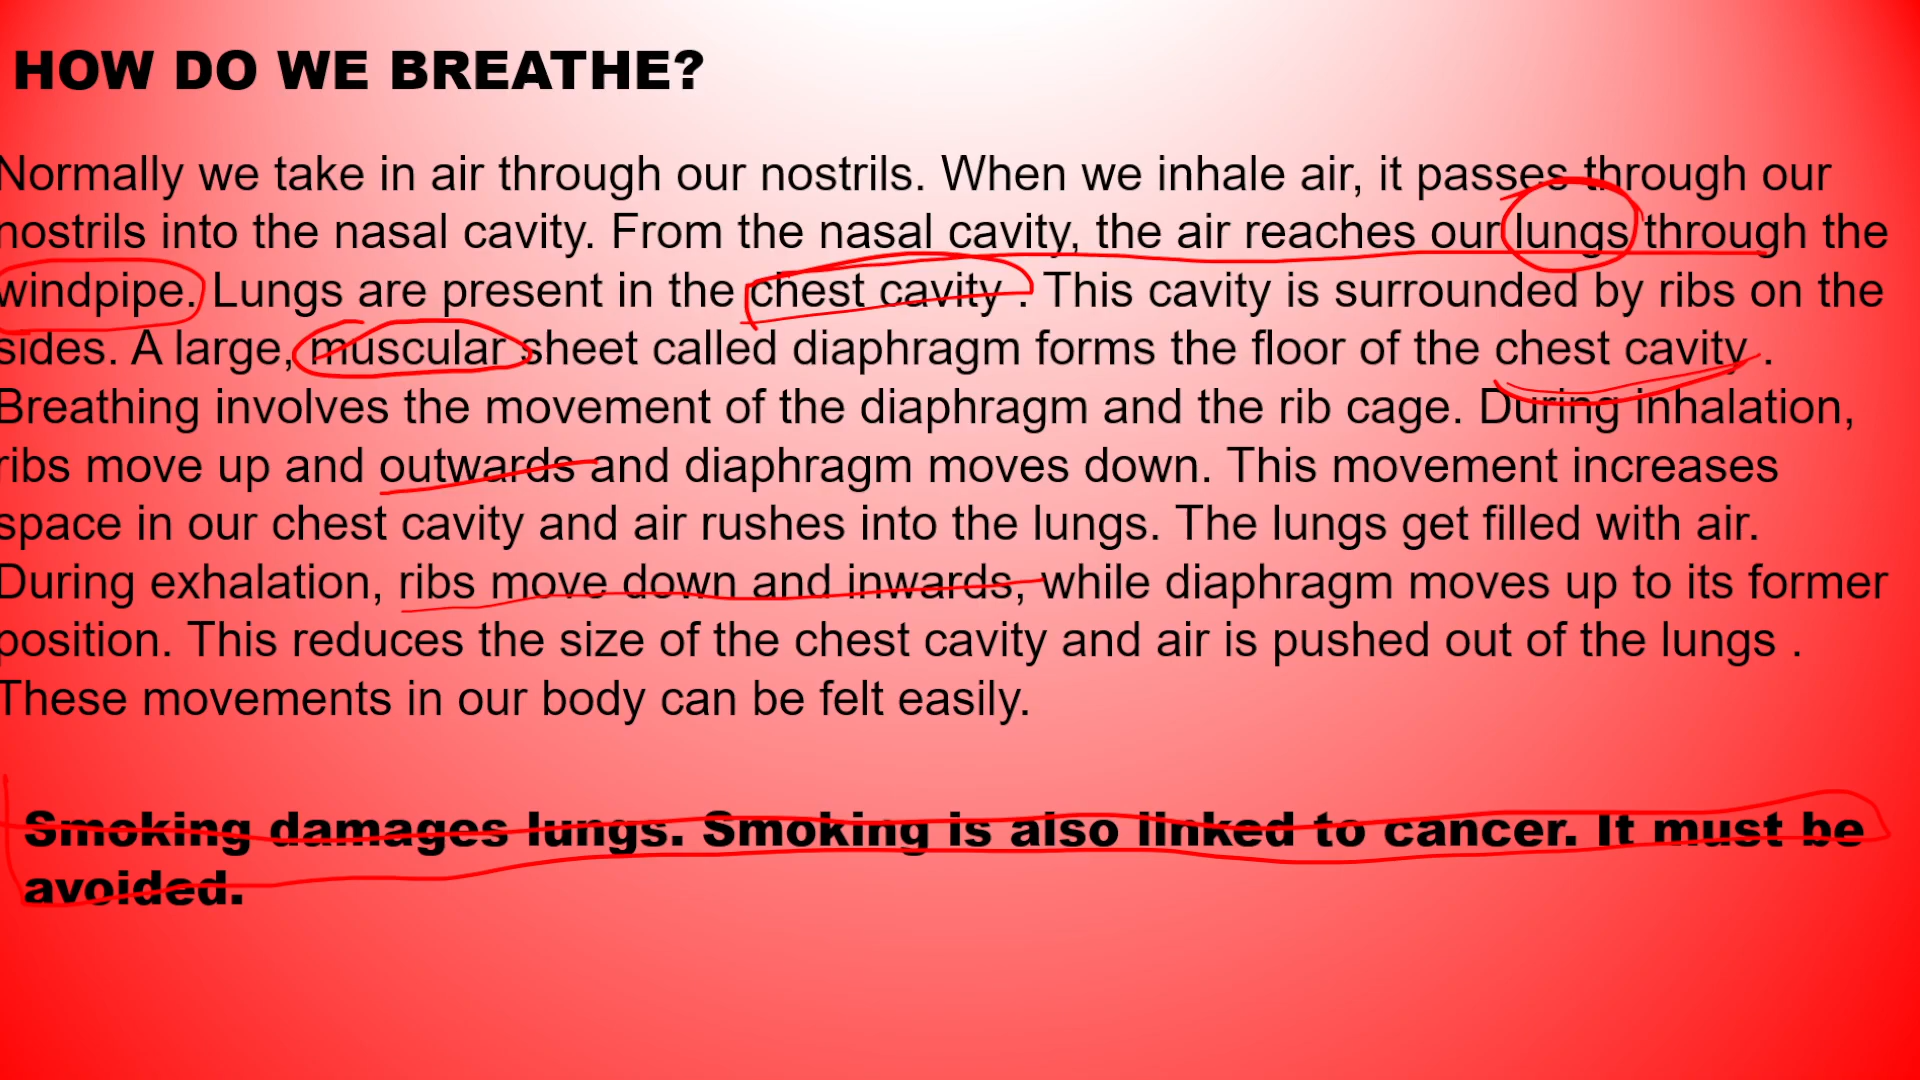 HOW DO WE BREATHE?
Normally we take in air through our nostrils. When we inhale air, it passes through our
nostrils into the nasal cavity. From the nasal cavity, the air reaches our lungs through the
windpipe. Lungs are present in the chest cavity . This cavity is surrounded by ribs on the
sides. A large, muscular sheet called diaphragm forms the floor of the chest cavity .
Breathing involves the movement of the diaphragm and the rib cage. During inhalation,
ribs move up and outwards and diaphragm moves down. This movement increases
space in our chest cavity and air rushes into the lungs. The lungs get filled with air.
During exhalation, ribs move down and inwards, while diaphragm moves up to its former
position. This reduces the size of the chest cavity and air is pushed out of the lungs .
These movements in our body can be felt easily.
Smoking damages lungs. Smoking is also linked to cancer. It must be
avoided.